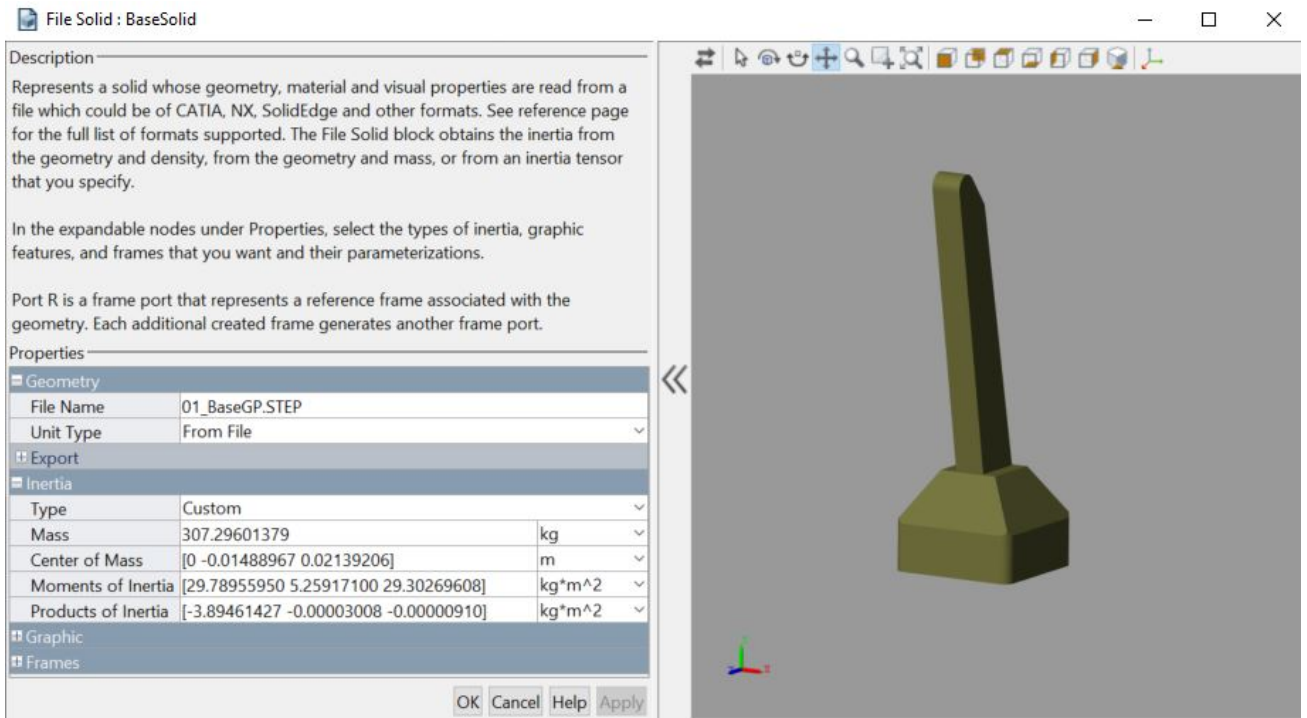 File Solid : BaseSolid
Description
Represents a solid whose geometry, material and visual properties are read from a
file which could be of CATIA, NX, SolidEdge and other formats. See reference page
for the full list of formats supported. The File Solid block obtains the inertia from
the geometry and density, from the geometry and mass, or from an inertia tensor
that you specify.
In the expandable nodes under Properties, select the types of inertia, graphic
features, and frames that you want and their parameterizations.
Port R is a frame port that represents a reference frame associated with the
geometry. Each additional created frame generates another frame port.
Properties
Geometry
File Name 01_BaseGP.STEP
Unit Type From File
Export
Inertia
Type Custom
Mass 307.29601379 kg
Center of Mass [0 -0.01488967 0.02139206] m
Moments of Inertia [29.78955950 5.25917100 29.30269608] kg*m^2
Products of Inertia [-3.89461427 -0.00003008 -0.00000910] kg*m^2
Graphic
Frames
OK Cancel Help Apply